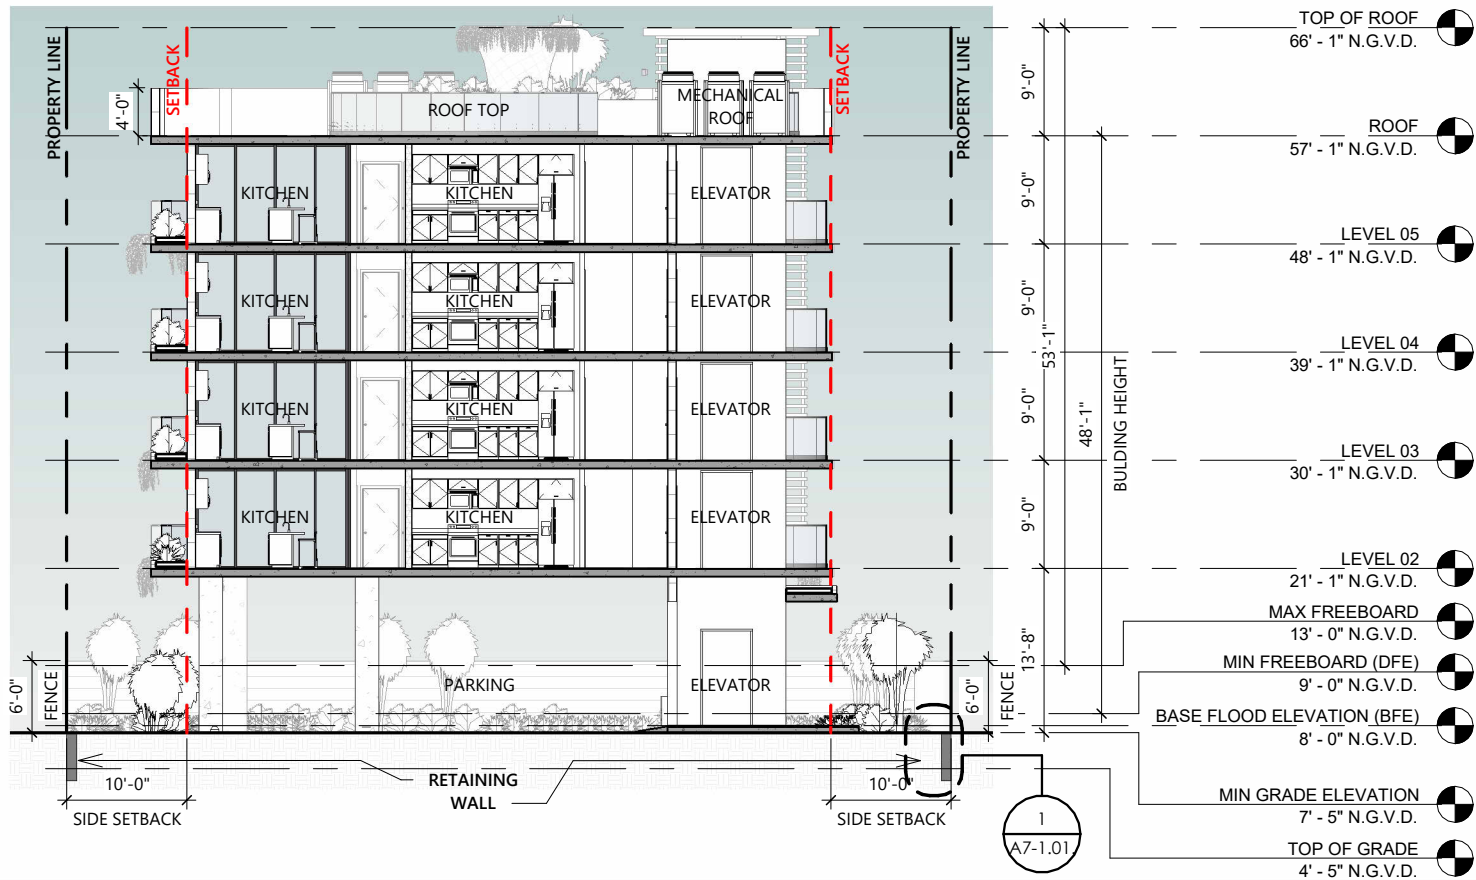 TOP OF ROOF
66' - 1" N.G.V.D.
PROPERTY LINE
SETBACK
SETBACK
PROPERTY LINE
9'-0"
4'-0"
ROOF TOP
MECHANICAL
ROOF
ROOF
57' - 1" N.G.V.D.
KITCHEN
KITCHEN
ELEVATOR
9'-0"
LEVEL 05
48' - 1" N.G.V.D.
KITCHEN
KITCHEN
ELEVATOR
9'-0"
53'-1"
LEVEL 04
39' - 1" N.G.V.D.
KITCHEN
KITCHEN
ELEVATOR
9'-0"
48'-1"
BULDING HEIGHT
LEVEL 03
30' - 1" N.G.V.D.
KITCHEN
KITCHEN
ELEVATOR
9'-0"
LEVEL 02
21' - 1" N.G.V.D.
MAX FREEBOARD
13' - 0" N.G.V.D.
13'-8"
MIN FREEBOARD (DFE)
9' - 0" N.G.V.D.
6'-0"
FENCE
PARKING
ELEVATOR
6'-0"
FENCE
BASE FLOOD ELEVATION (BFE)
8' - 0" N.G.V.D.
10'-0"
SIDE SETBACK
RETAINING
WALL
10'-0"
SIDE SETBACK
MIN GRADE ELEVATION
7' - 5" N.G.V.D.
1
A7-1.01
TOP OF GRADE
4' - 5" N.G.V.D.